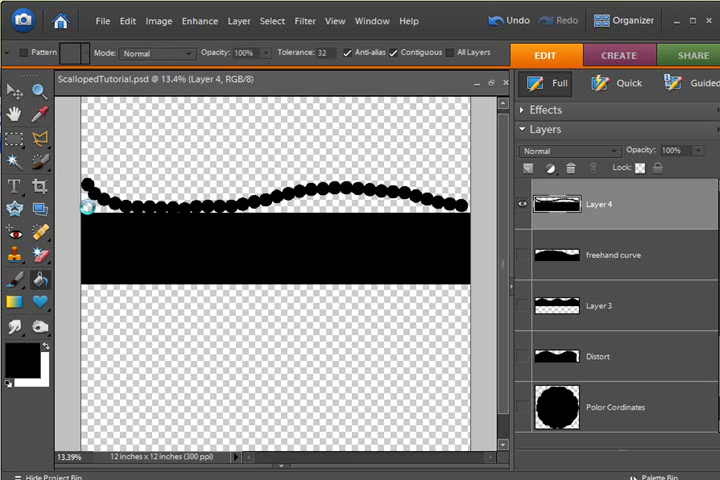 File Edit Image Enhance Layer Select Filter View Window Help Undo Redo Organizer
Pattern Mode: Normal Opacity: 100% Tolerance: 32 Anti-alias Contiguous All Layers EDIT CREATE SHARE
ScallopedTutorial.psd @ 13.4% (Layer 4, RGB/8)
Full Quick Guided
Effects
Layers
Normal Opacity: 100%
Lock:
Layer 4
freehand curve
Layer 3
Distort
Polor Cordinates
13.39% 12 inches x 12 inches (300 ppi)
Hide Project Bin Palette Bin